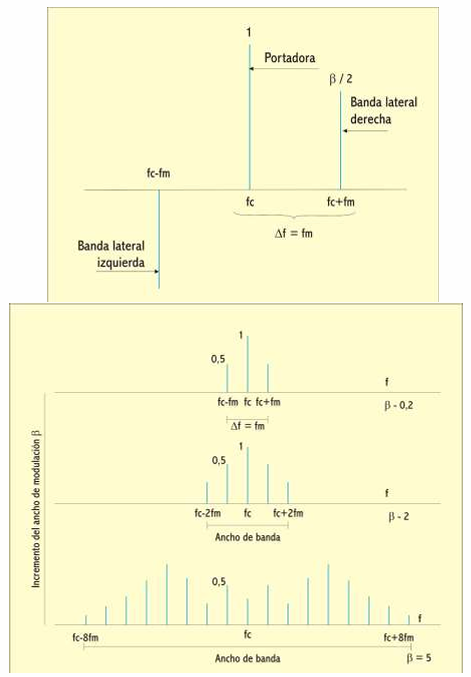 1
Portadora
β / 2
Banda lateral
derecha
fc-fm
fc
fc+fm
Δf = fm
Banda lateral
izquierda
Incremento del ancho de modulación β
1
0,5
f
fc-fm fc fc+fm
β - 0,2
Δf = fm
1
0,5
f
fc-2fm fc fc+2fm
β - 2
Ancho de banda
0,5
f
fc-8fm fc fc+8fm
Ancho de banda
β = 5